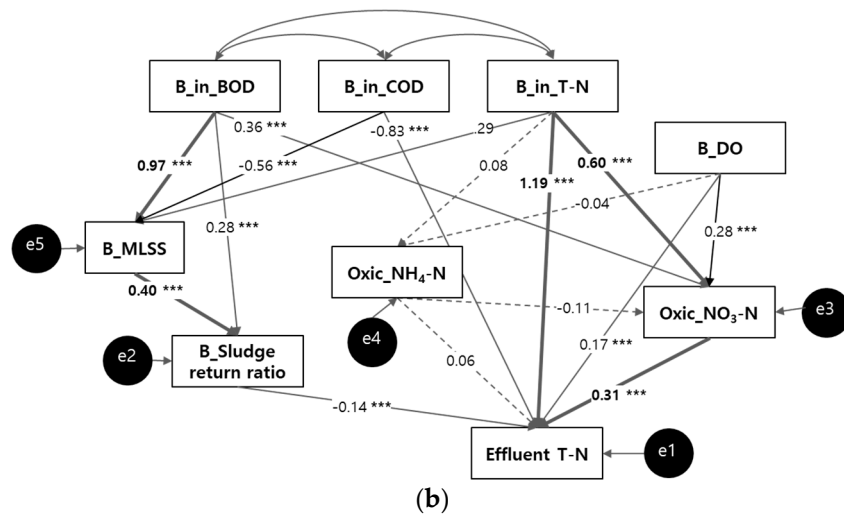 B_in_BOD
B_in_COD
B_in_T-N
0.36 ***
-0.83 ***
.29
B_DO
0.97 ***
-0.56 ***
0.08
0.60 ***
1.19 ***
-0.04
e5
B_MLSS
0.28 ***
0.28 ***
Oxic_NH₄-N
0.40 ***
-0.11
Oxic_NO₃-N
e3
e4
e2
B_Sludge
return ratio
0.06
0.17 ***
0.31 ***
-0.14 ***
Effluent T-N
e1
(b)